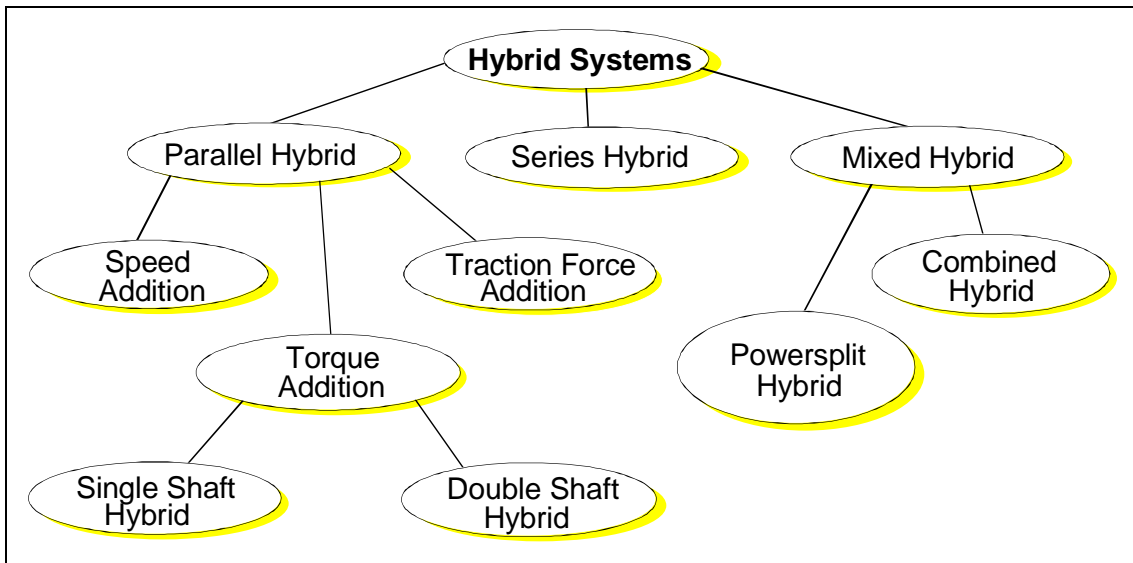 Hybrid Systems
Parallel Hybrid
Series Hybrid
Mixed Hybrid
Speed
Addition
Traction Force
Addition
Combined
Hybrid
Torque
Addition
Powersplit
Hybrid
Single Shaft
Hybrid
Double Shaft
Hybrid